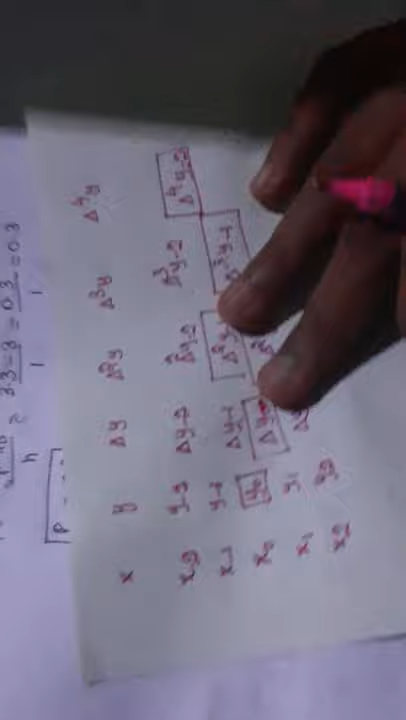 h = 3.3-3/1 = 0.3/1 = 0.3
P
x y Δy Δ²y Δ³y Δ⁴y
x₋₂ y₋₂ Δy₋₂ Δ²y₋₂ Δ³y₋₂ Δ⁴y₋₂
x₋₁ y₋₁ Δy₋₁ Δ²y₋₁ Δ³y₋₁
x₀ y₀ Δy₀
x₁ y₁
x₂ y₂